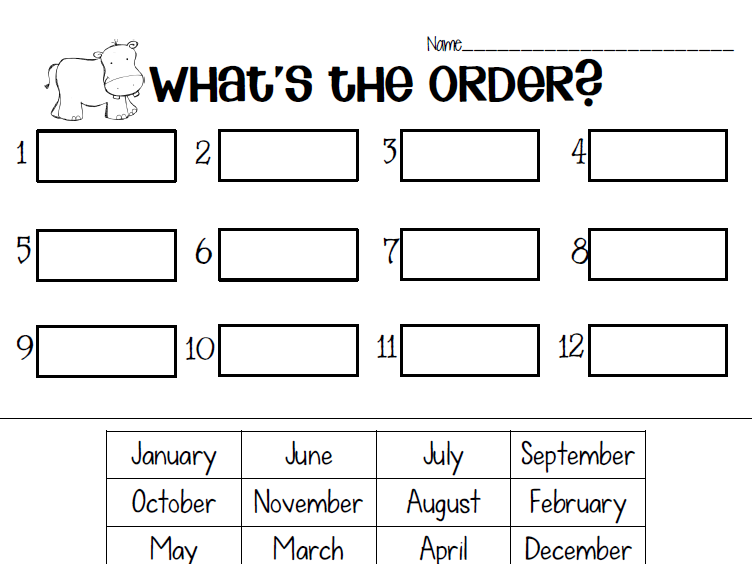 Name________________________
WHAT'S THE ORDER?
1 2 3 4
5 6 7 8
9 10 11 12
January June July September
October November August February
May March April December